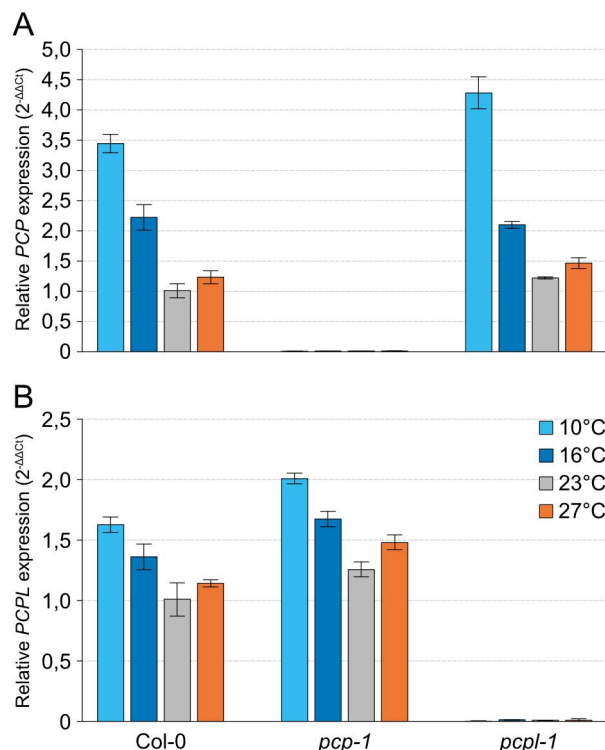 A
Relative PCP expression (2-ΔΔCt)
5,0
4,5
4,0
3,5
3,0
2,5
2,0
1,5
1,0
0,5
0
B
Relative PCPL expression (2-ΔΔCt)
2,5
2,0
1,5
1,0
0,5
0
10°C
16°C
23°C
27°C
Col-0 pcp-1 pcpl-1